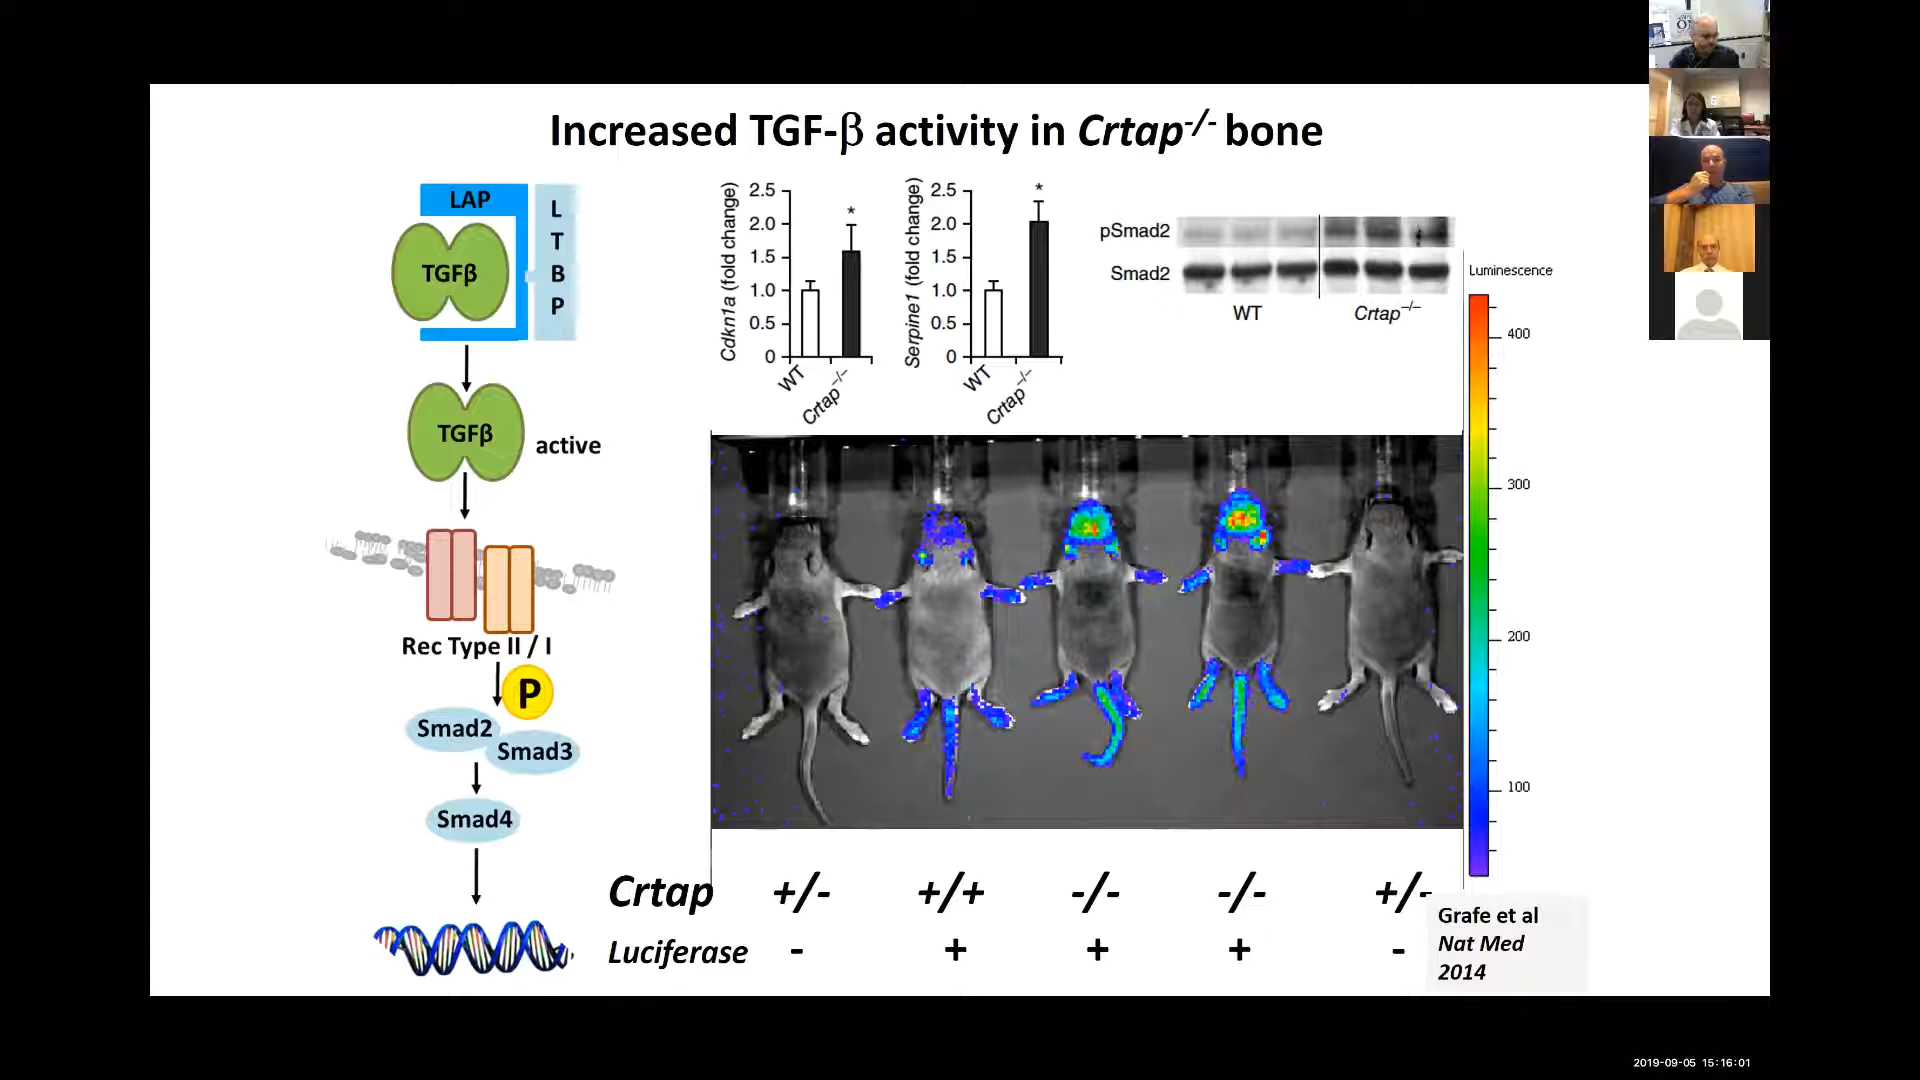 Increased TGF-β activity in Crtap-/- bone
LAP
L
T
B
P
TGFβ
TGFβ
active
Rec Type II / I
P
Smad2
Smad3
Smad4
Cdkn1a (fold change)
2.5
2.0
1.5
1.0
0.5
0
*
WT
Crtap–/–
Serpine1 (fold change)
2.5
2.0
1.5
1.0
0.5
0
*
WT
Crtap–/–
pSmad2
Smad2
WT
Crtap–/–
Luminescence
400
300
200
100
Crtap +/- +/+ -/- -/- +/-
Luciferase - + + + -
Grafe et al
Nat Med
2014
2019-09-05 15:16:01